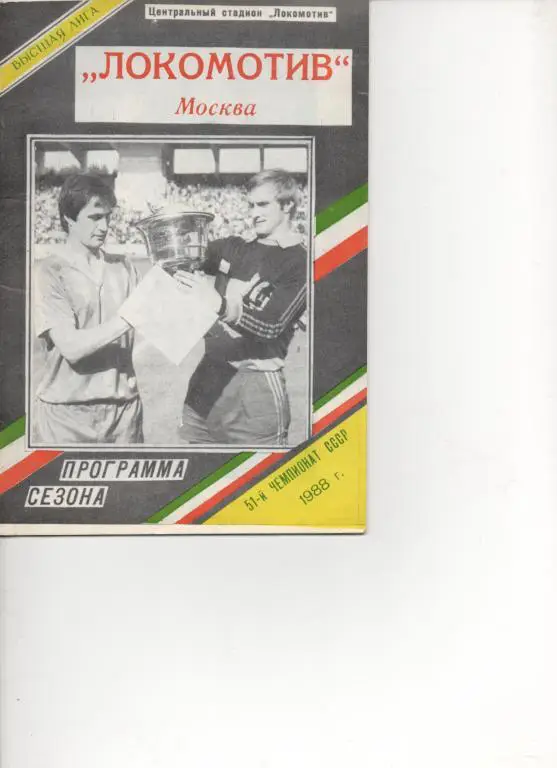 ВЫСШАЯ ЛИГА
Центральный стадион „Локомотив"
„ЛОКОМОТИВ“
Москва
ПРОГРАММА
СЕЗОНА
51-й ЧЕМПИОНАТ СССР
1988 г.